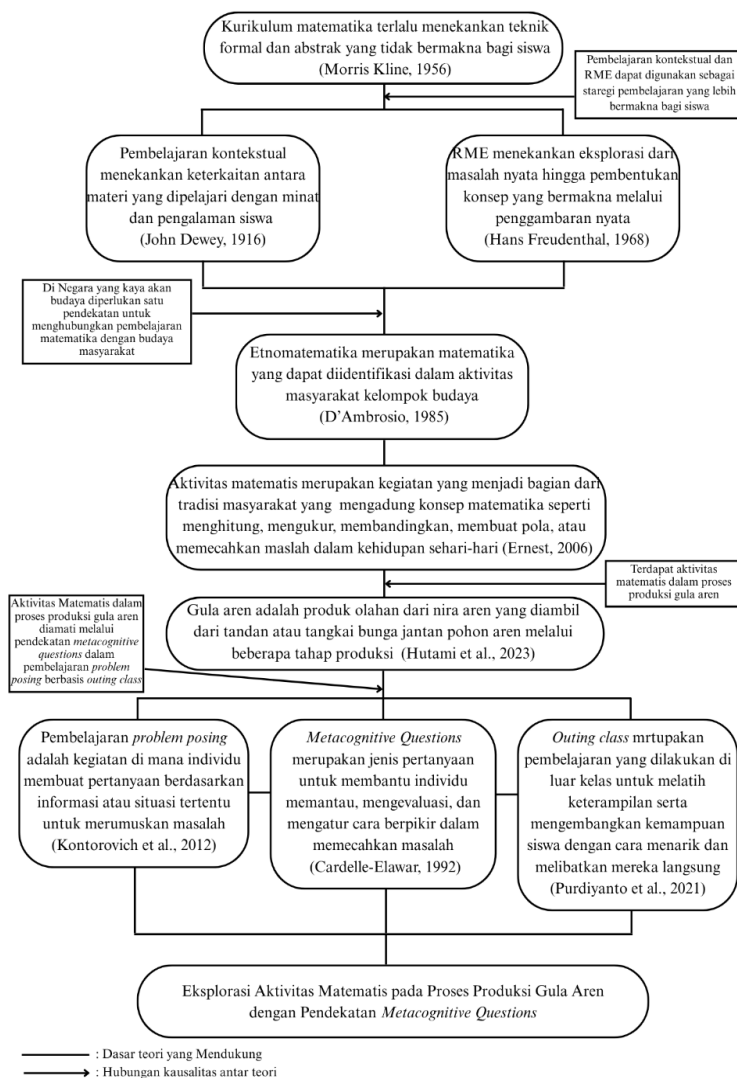 Kurikulum matematika terlalu menekankan teknik
formal dan abstrak yang tidak bermakna bagi siswa
(Morris Kline, 1956)
Pembelajaran kontekstual dan
RME dapat digunakan sebagai
staregi pembelajaran yang lebih
bermakna bagi siswa
Pembelajaran kontekstual
menekankan keterkaitan antara
materi yang dipelajari dengan minat
dan pengalaman siswa
(John Dewey, 1916)
RME menekankan eksplorasi dari
masalah nyata hingga pembentukan
konsep yang bermakna melalui
penggambaran nyata
(Hans Freudenthal, 1968)
Di Negara yang kaya akan
budaya diperlukan satu
pendekatan untuk
menghubungkan pembelajaran
matematika dengan budaya
masyarakat
Etnomatematika merupakan matematika
yang dapat diidentifikasi dalam aktivitas
masyarakat kelompok budaya
(D’Ambrosio, 1985)
Aktivitas matematis merupakan kegiatan yang menjadi bagian dari
tradisi masyarakat yang mengadung konsep matematika seperti
menghitung, mengukur, membandingkan, membuat pola, atau
memecahkan maslah dalam kehidupan sehari-hari (Ernest, 2006)
Terdapat aktivitas
matematis dalam proses
produksi gula aren
Aktivitas Matematis dalam
proses produksi gula aren
diamati melalui
pendekatan metacognitive
questions dalam
pembelajaran problem
posing berbasis outing class
Gula aren adalah produk olahan dari nira aren yang diambil
dari tandan atau tangkai bunga jantan pohon aren melalui
beberapa tahap produksi (Hutami et al., 2023)
Pembelajaran problem posing
adalah kegiatan di mana individu
membuat pertanyaan berdasarkan
informasi atau situasi tertentu
untuk merumuskan masalah
(Kontorovich et al., 2012)
Metacognitive Questions
merupakan jenis pertanyaan
untuk membantu individu
memantau, mengevaluasi, dan
mengatur cara berpikir dalam
memecahkan masalah
(Cardelle-Elawar, 1992)
Outing class mrtupakan
pembelajaran yang dilakukan di
luar kelas untuk melatih
keterampilan serta
mengembangkan kemampuan
siswa dengan cara menarik dan
melibatkan mereka langsung
(Purdiyanto et al., 2021)
Eksplorasi Aktivitas Matematis pada Proses Produksi Gula Aren
dengan Pendekatan Metacognitive Questions
: Dasar teori yang Mendukung
: Hubungan kausalitas antar teori